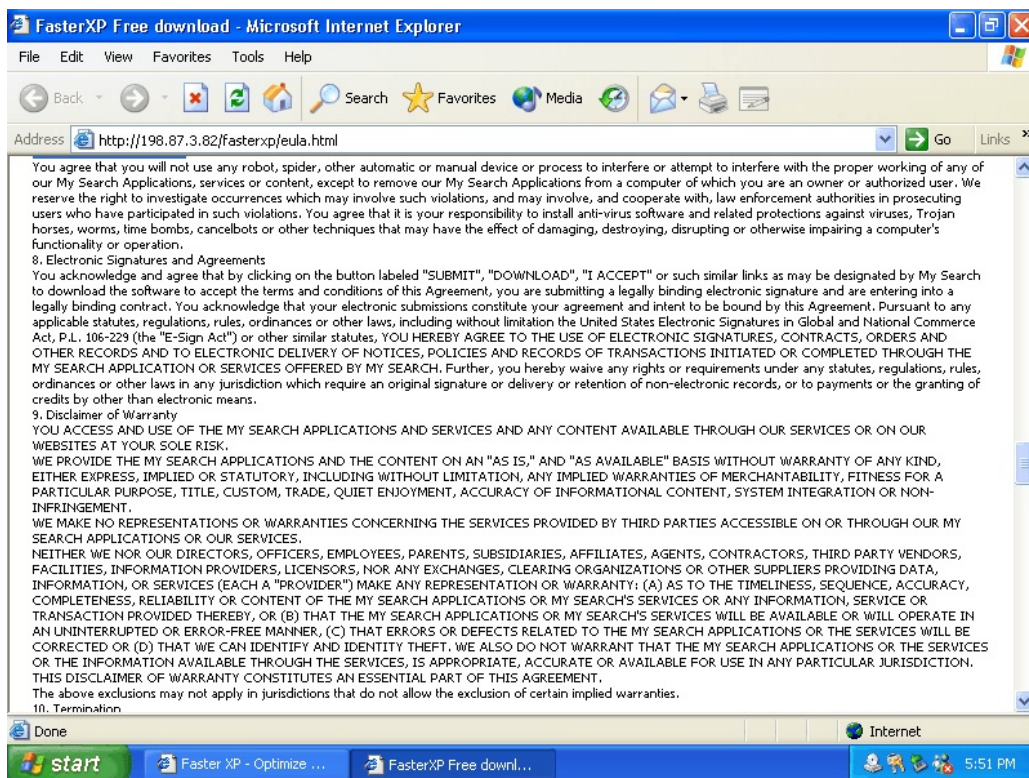 FasterXP Free download - Microsoft Internet Explorer
File Edit View Favorites Tools Help
Back Search Favorites Media
Address http://198.87.3.82/fasterxp/eula.html Go Links »
You agree that you will not use any robot, spider, other automatic or manual device or process to interfere or attempt to interfere with the proper working of any of
our My Search Applications, services or content, except to remove our My Search Applications from a computer of which you are an owner or authorized user. We
reserve the right to investigate occurrences which may involve such violations, and may involve, and cooperate with, law enforcement authorities in prosecuting
users who have participated in such violations. You agree that it is your responsibility to install anti-virus software and related protections against viruses, Trojan
horses, worms, time bombs, cancelbots or other techniques that may have the effect of damaging, destroying, disrupting or otherwise impairing a computer's
functionality or operation.
8. Electronic Signatures and Agreements
You acknowledge and agree that by clicking on the button labeled "SUBMIT", "DOWNLOAD", "I ACCEPT" or such similar links as may be designated by My Search
to download the software to accept the terms and conditions of this Agreement, you are submitting a legally binding electronic signature and are entering into a
legally binding contract. You acknowledge that your electronic submissions constitute your agreement and intent to be bound by this Agreement. Pursuant to any
applicable statutes, regulations, rules, ordinances or other laws, including without limitation the United States Electronic Signatures in Global and National Commerce
Act, P.L. 106-229 (the "E-Sign Act") or other similar statutes, YOU HEREBY AGREE TO THE USE OF ELECTRONIC SIGNATURES, CONTRACTS, ORDERS AND
OTHER RECORDS AND TO ELECTRONIC DELIVERY OF NOTICES, POLICIES AND RECORDS OF TRANSACTIONS INITIATED OR COMPLETED THROUGH THE
MY SEARCH APPLICATION OR SERVICES OFFERED BY MY SEARCH. Further, you hereby waive any rights or requirements under any statutes, regulations, rules,
ordinances or other laws in any jurisdiction which require an original signature or delivery or retention of non-electronic records, or to payments or the granting of
credits by other than electronic means.
9. Disclaimer of Warranty
YOU ACCESS AND USE OF THE MY SEARCH APPLICATIONS AND SERVICES AND ANY CONTENT AVAILABLE THROUGH OUR SERVICES OR ON OUR
WEBSITES AT YOUR SOLE RISK.
WE PROVIDE THE MY SEARCH APPLICATIONS AND THE CONTENT ON AN "AS IS," AND "AS AVAILABLE" BASIS WITHOUT WARRANTY OF ANY KIND,
EITHER EXPRESS, IMPLIED OR STATUTORY, INCLUDING WITHOUT LIMITATION, ANY IMPLIED WARRANTIES OF MERCHANTABILITY, FITNESS FOR A
PARTICULAR PURPOSE, TITLE, CUSTOM, TRADE, QUIET ENJOYMENT, ACCURACY OF INFORMATIONAL CONTENT, SYSTEM INTEGRATION OR NON-
INFRINGEMENT.
WE MAKE NO REPRESENTATIONS OR WARRANTIES CONCERNING THE SERVICES PROVIDED BY THIRD PARTIES ACCESSIBLE ON OR THROUGH OUR MY
SEARCH APPLICATIONS OR OUR SERVICES.
NEITHER WE NOR OUR DIRECTORS, OFFICERS, EMPLOYEES, PARENTS, SUBSIDIARIES, AFFILIATES, AGENTS, CONTRACTORS, THIRD PARTY VENDORS,
FACILITIES, INFORMATION PROVIDERS, LICENSORS, NOR ANY EXCHANGES, CLEARING ORGANIZATIONS OR OTHER SUPPLIERS PROVIDING DATA,
INFORMATION, OR SERVICES (EACH A "PROVIDER") MAKE ANY REPRESENTATION OR WARRANTY: (A) AS TO THE TIMELINESS, SEQUENCE, ACCURACY,
COMPLETENESS, RELIABILITY OR CONTENT OF THE MY SEARCH APPLICATIONS OR MY SEARCH'S SERVICES OR ANY INFORMATION, SERVICE OR
TRANSACTION PROVIDED THEREBY, OR (B) THAT THE MY SEARCH APPLICATIONS OR MY SEARCH'S SERVICES WILL BE AVAILABLE OR WILL OPERATE IN
AN UNINTERRUPTED OR ERROR-FREE MANNER, (C) THAT ERRORS OR DEFECTS RELATED TO THE MY SEARCH APPLICATIONS OR THE SERVICES WILL BE
CORRECTED OR (D) THAT WE CAN IDENTIFY AND IDENTITY THEFT. WE ALSO DO NOT WARRANT THAT THE MY SEARCH APPLICATIONS OR THE SERVICES
OR THE INFORMATION AVAILABLE THROUGH THE SERVICES, IS APPROPRIATE, ACCURATE OR AVAILABLE FOR USE IN ANY PARTICULAR JURISDICTION.
THIS DISCLAIMER OF WARRANTY CONSTITUTES AN ESSENTIAL PART OF THIS AGREEMENT.
The above exclusions may not apply in jurisdictions that do not allow the exclusion of certain implied warranties.
10. Termination
Done Internet
start Faster XP - Optimize ... FasterXP Free downl... 5:51 PM